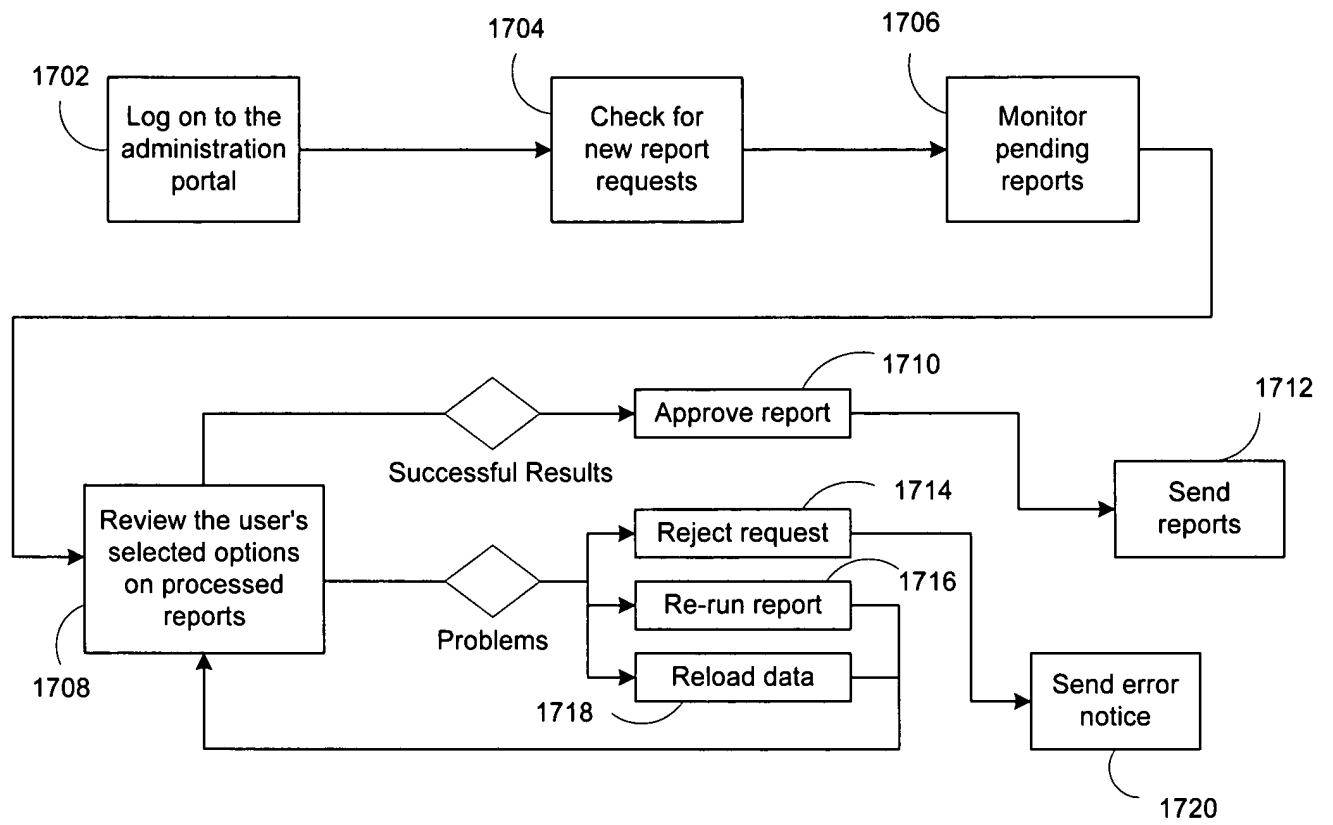 1702
Log on to the
administration
portal
1704
Check for
new report
requests
1706
Monitor
pending
reports
1710
Approve report
Successful Results
1712
Send
reports
1708
Review the user's
selected options
on processed
reports
Problems
1714
Reject request
1716
Re-run report
1718
Reload data
Send error
notice
1720